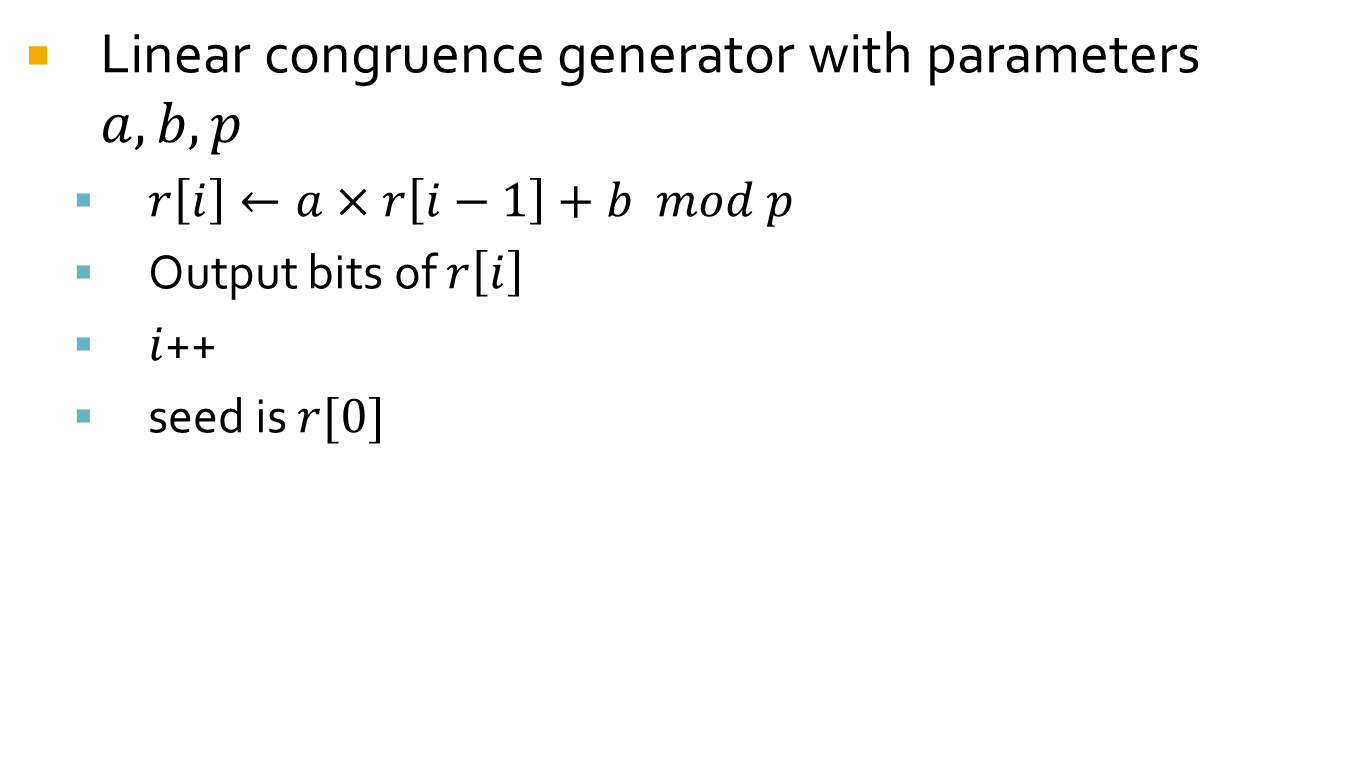 Linear congruence generator with parameters
𝑎, 𝑏, 𝑝
𝑟[𝑖] ← 𝑎 × 𝑟[𝑖 − 1] + 𝑏 𝑚𝑜𝑑 𝑝
Output bits of 𝑟[𝑖]
𝑖++
seed is 𝑟[0]